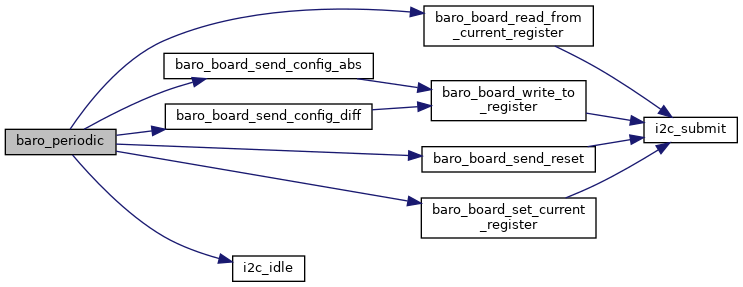 baro_board_read_from
_current_register
baro_board_send_config_abs
baro_board_write_to
_register
baro_board_send_config_diff
i2c_submit
baro_periodic
baro_board_send_reset
baro_board_set_current
_register
i2c_idle